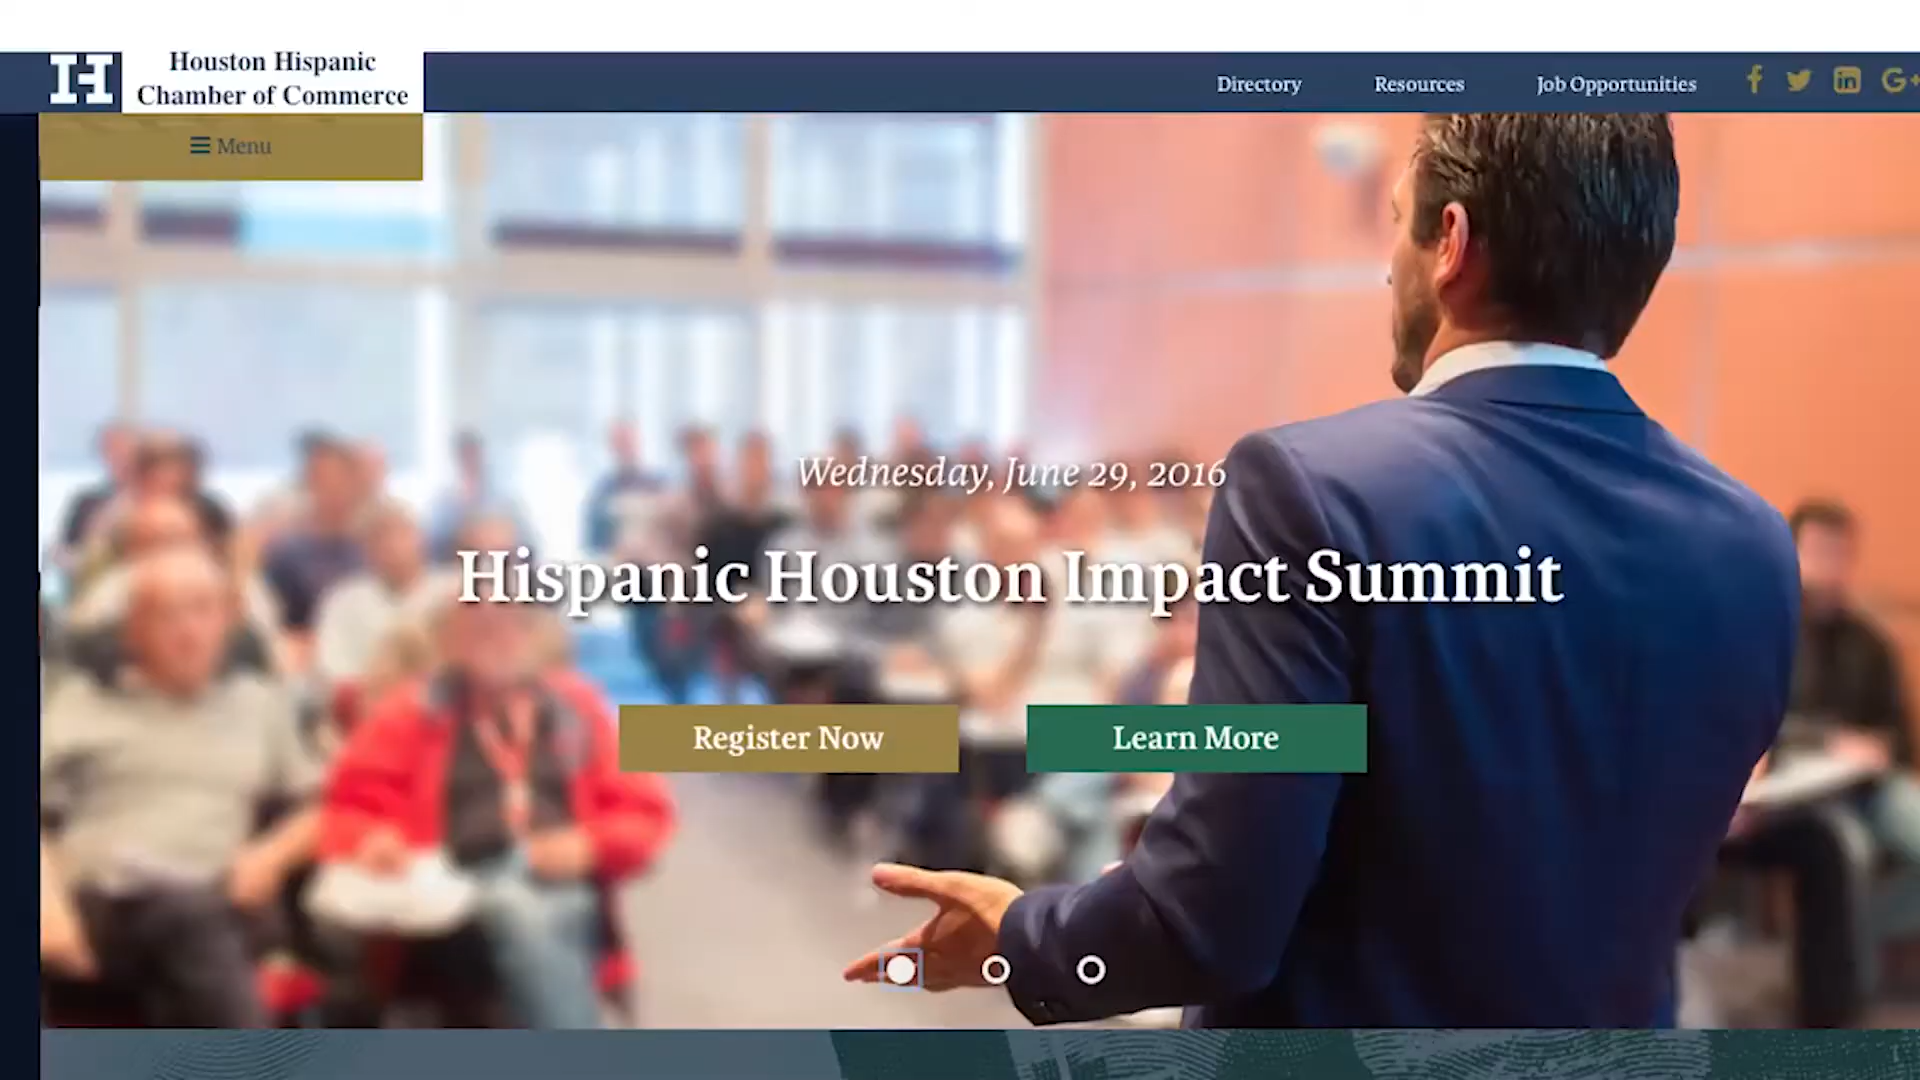 H
Houston Hispanic
Chamber of Commerce
Directory
Resources
Job Opportunities
Menu
Wednesday, June 29, 2016
Hispanic Houston Impact Summit
Register Now
Learn More